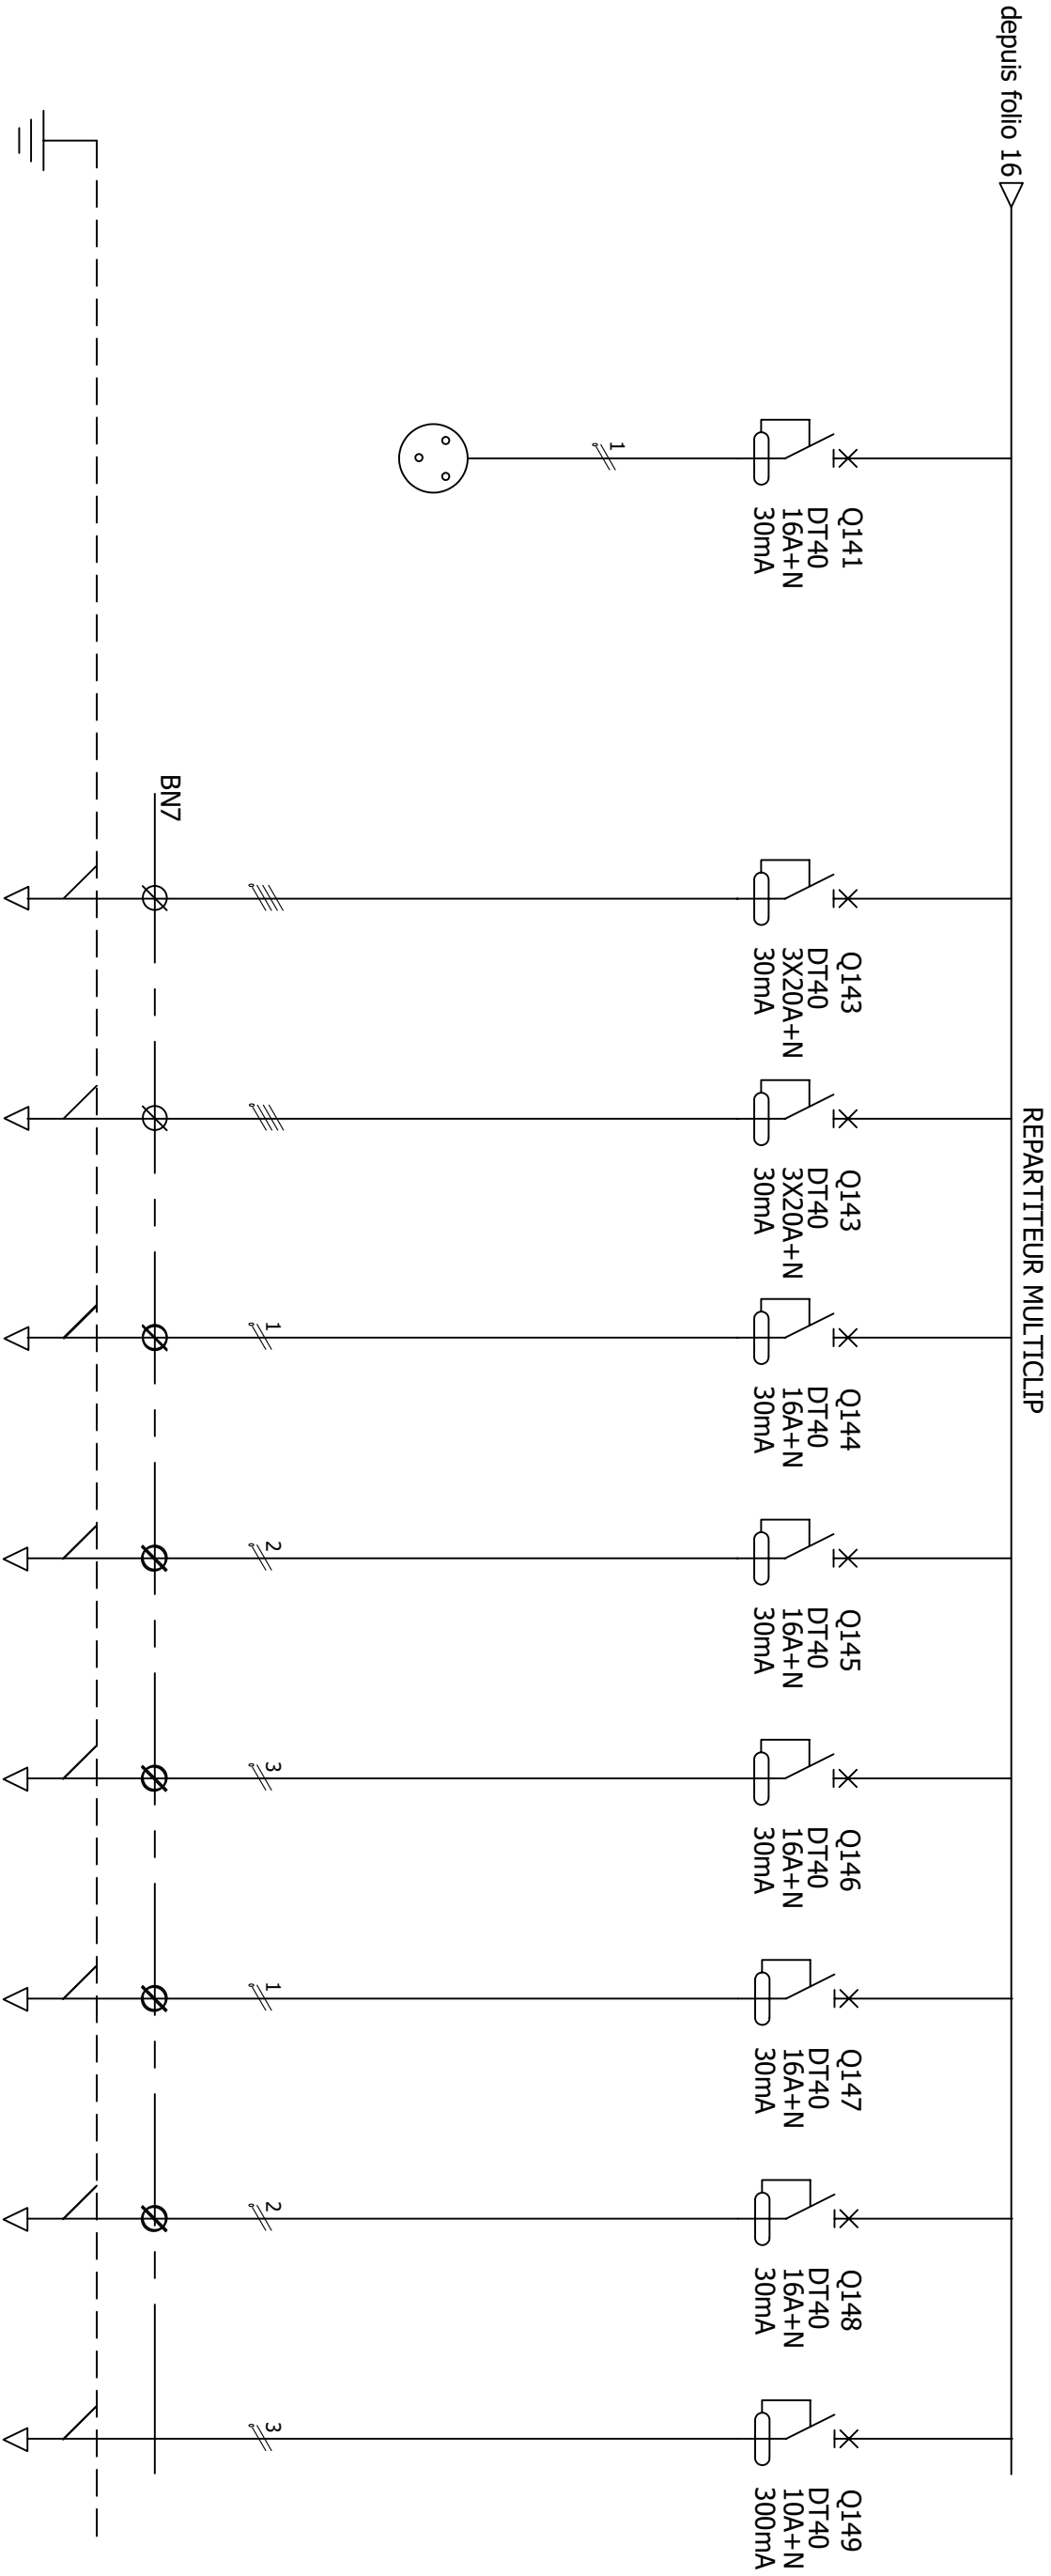 depuis folio 16
REPARTITEUR MULTICLIP
Q141
DT40
16A+N
30mA
1
Q143
DT40
3X20A+N
30mA
Q143
DT40
3X20A+N
30mA
Q144
DT40
16A+N
30mA
1
Q145
DT40
16A+N
30mA
2
Q146
DT40
16A+N
30mA
3
Q147
DT40
16A+N
30mA
1
Q148
DT40
16A+N
30mA
2
Q149
DT40
10A+N
300mA
3
BN7